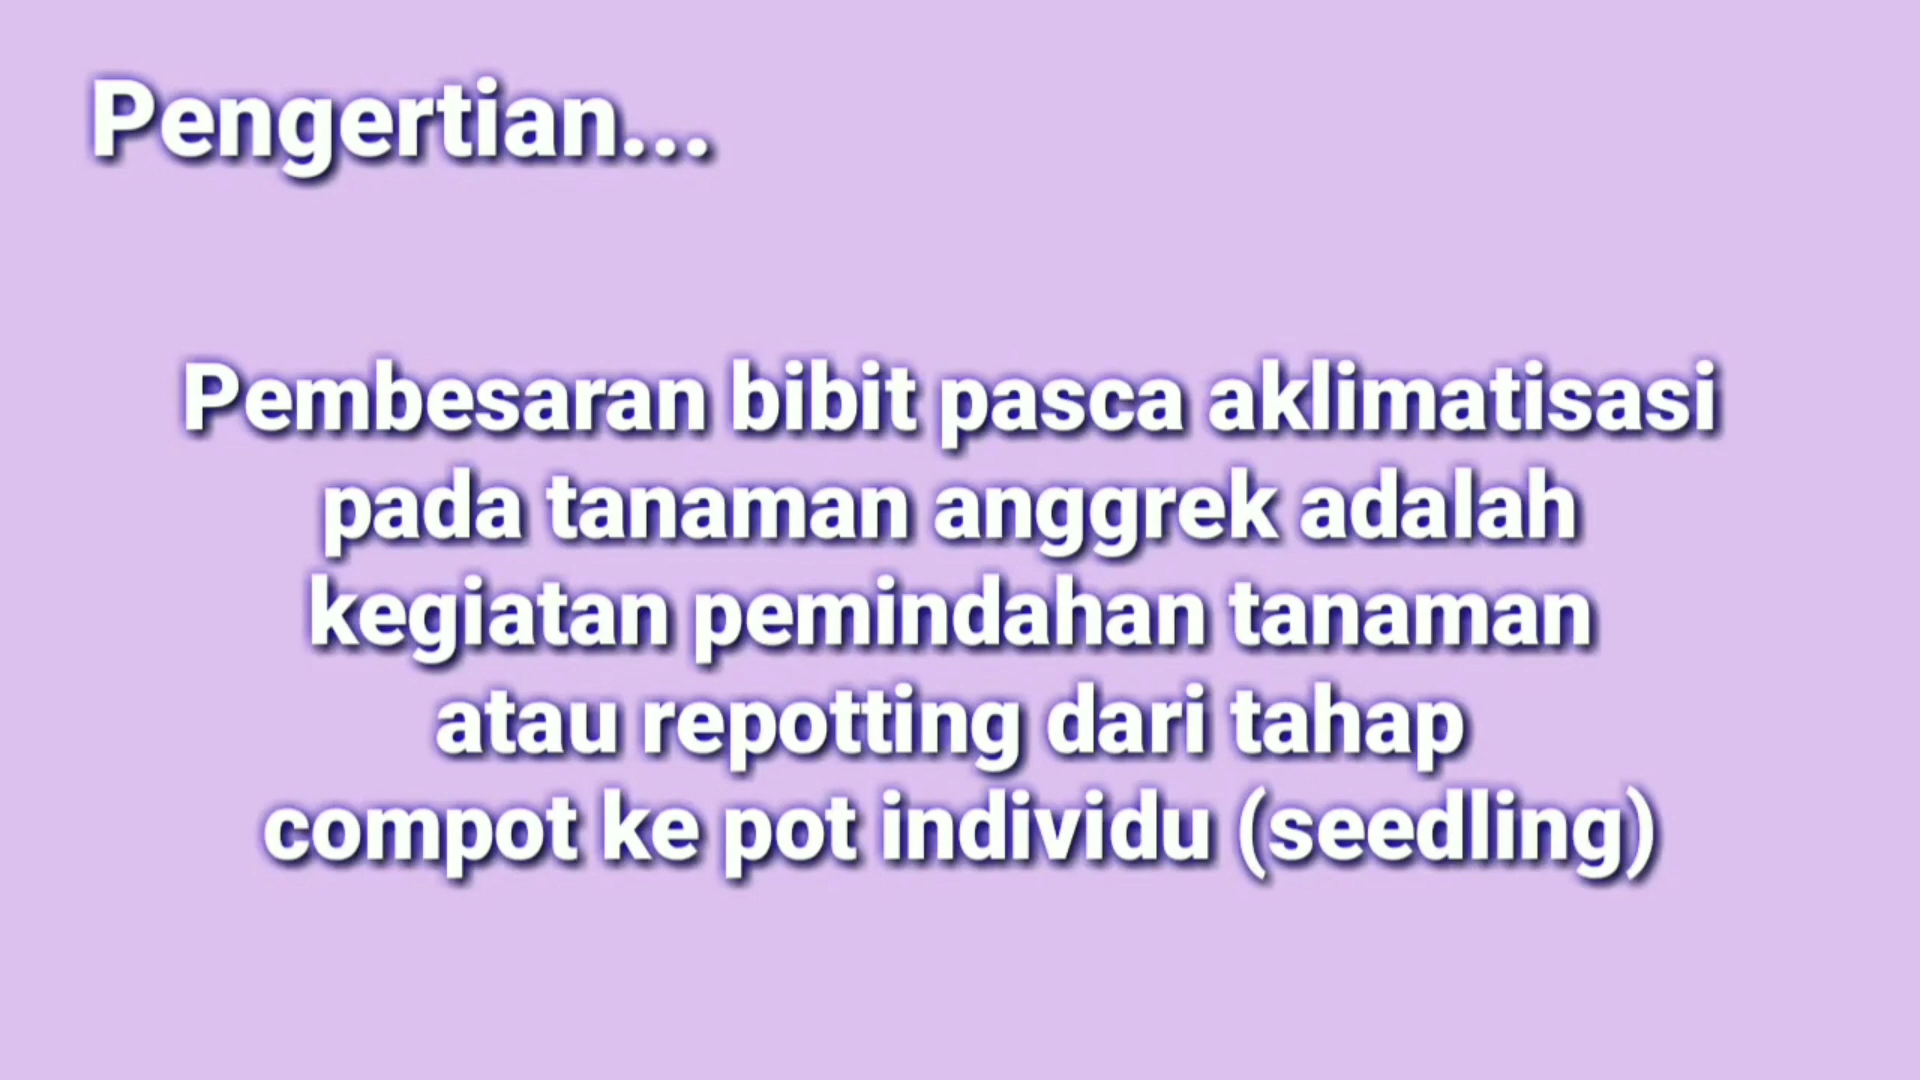 Pengertian...
Pembesaran bibit pasca aklimatisasi
pada tanaman anggrek adalah
kegiatan pemindahan tanaman
atau repotting dari tahap
compot ke pot individu (seedling)